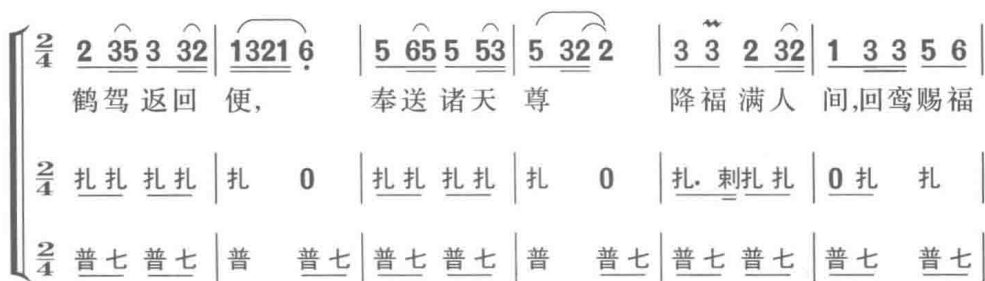 2/4 2 35 3 32 | 1321 6 | 5 65 5 53 | 5 32 2 | 3 3 2 32 | 1 3 3 5 6 |
鹤驾返回 便, 奉送诸天 尊 降福满人 间,回鸾赐福
2/4 扎扎 扎扎 | 扎 0 | 扎扎 扎扎 | 扎 0 | 扎· 剌扎扎 | 0 扎 扎 |
2/4 普七 普七 | 普 普七 | 普七 普七 | 普 普七 | 普七 普七 | 普七 普七 |